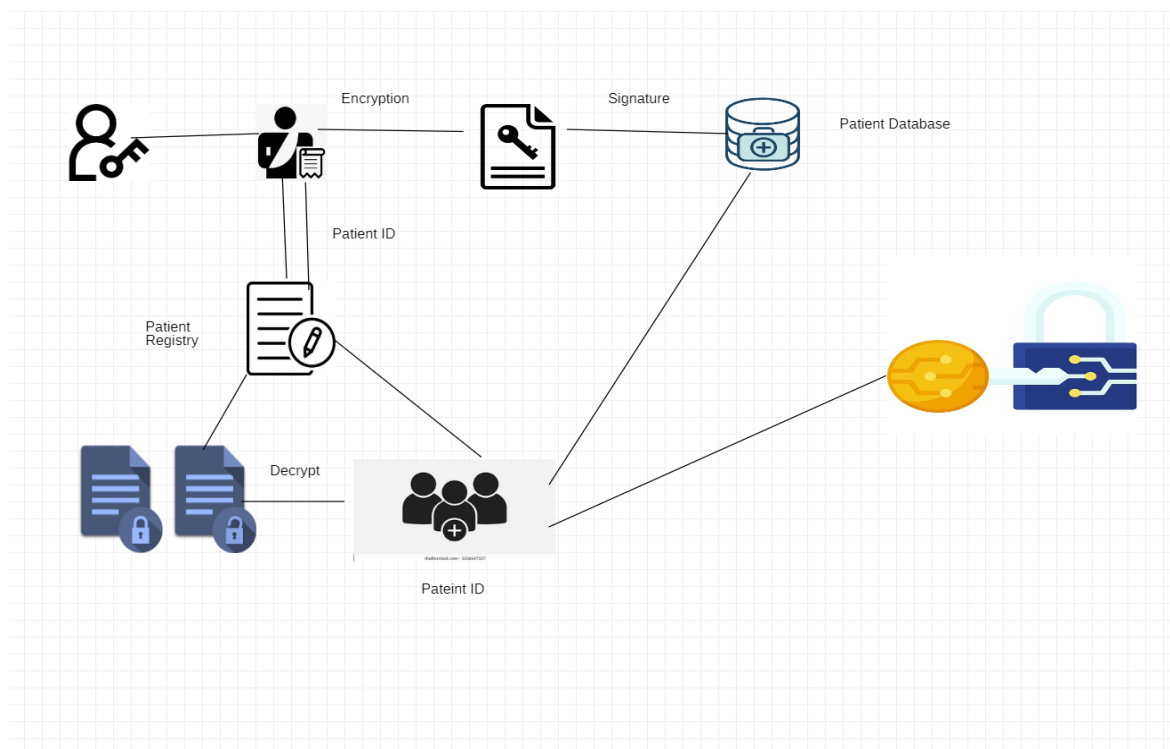 Encryption
Signature
Patient Database
Patient ID
Patient
Registry
Decrypt
Pateint ID